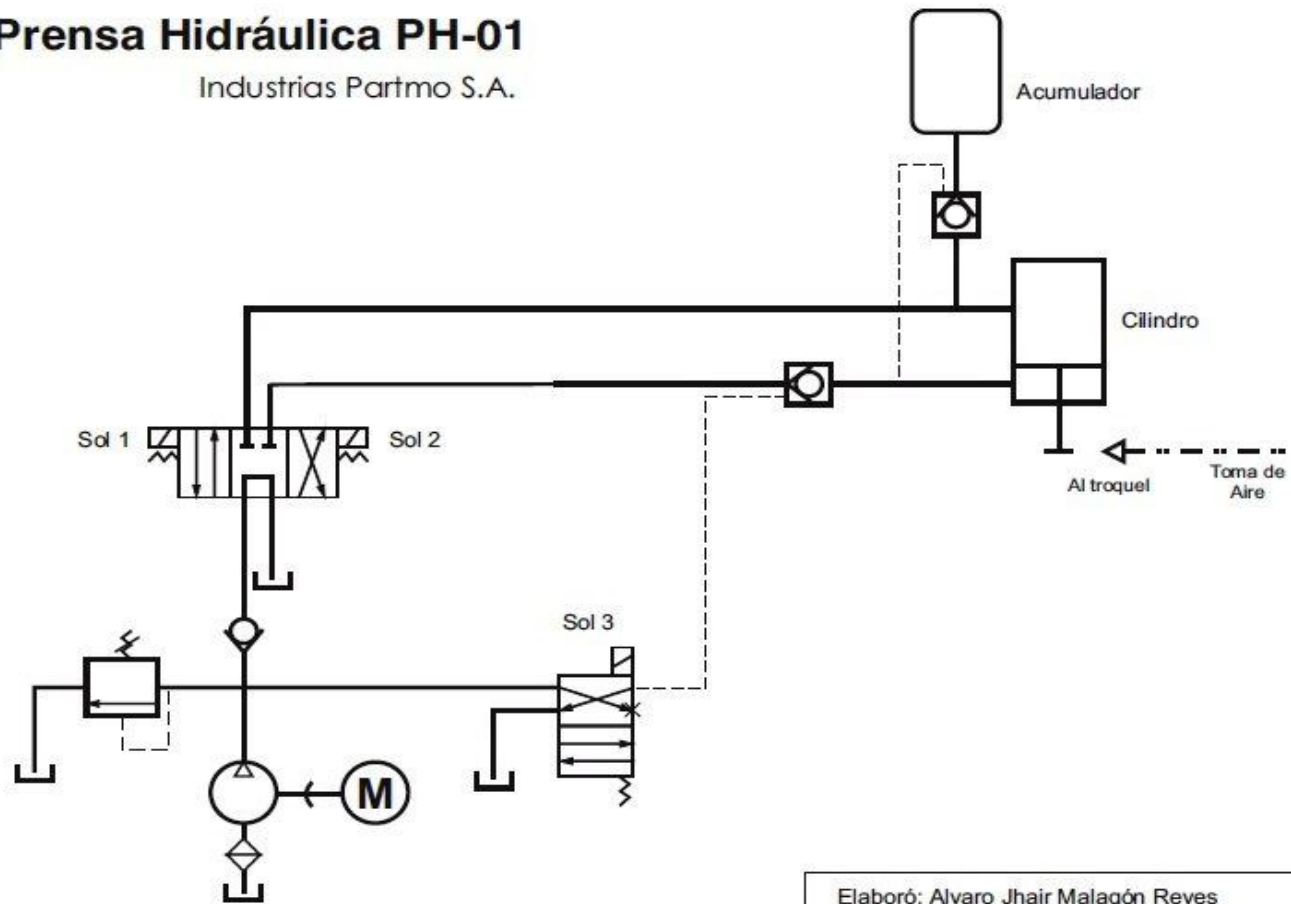 Prensa Hidráulica PH-01
Industrias Partmo S.A.
Acumulador
Cilindro
Sol 1
Sol 2
Al troquel
Toma de
Aire
Sol 3
M
Elaboró: Alvaro Jhair Malagón Reyes